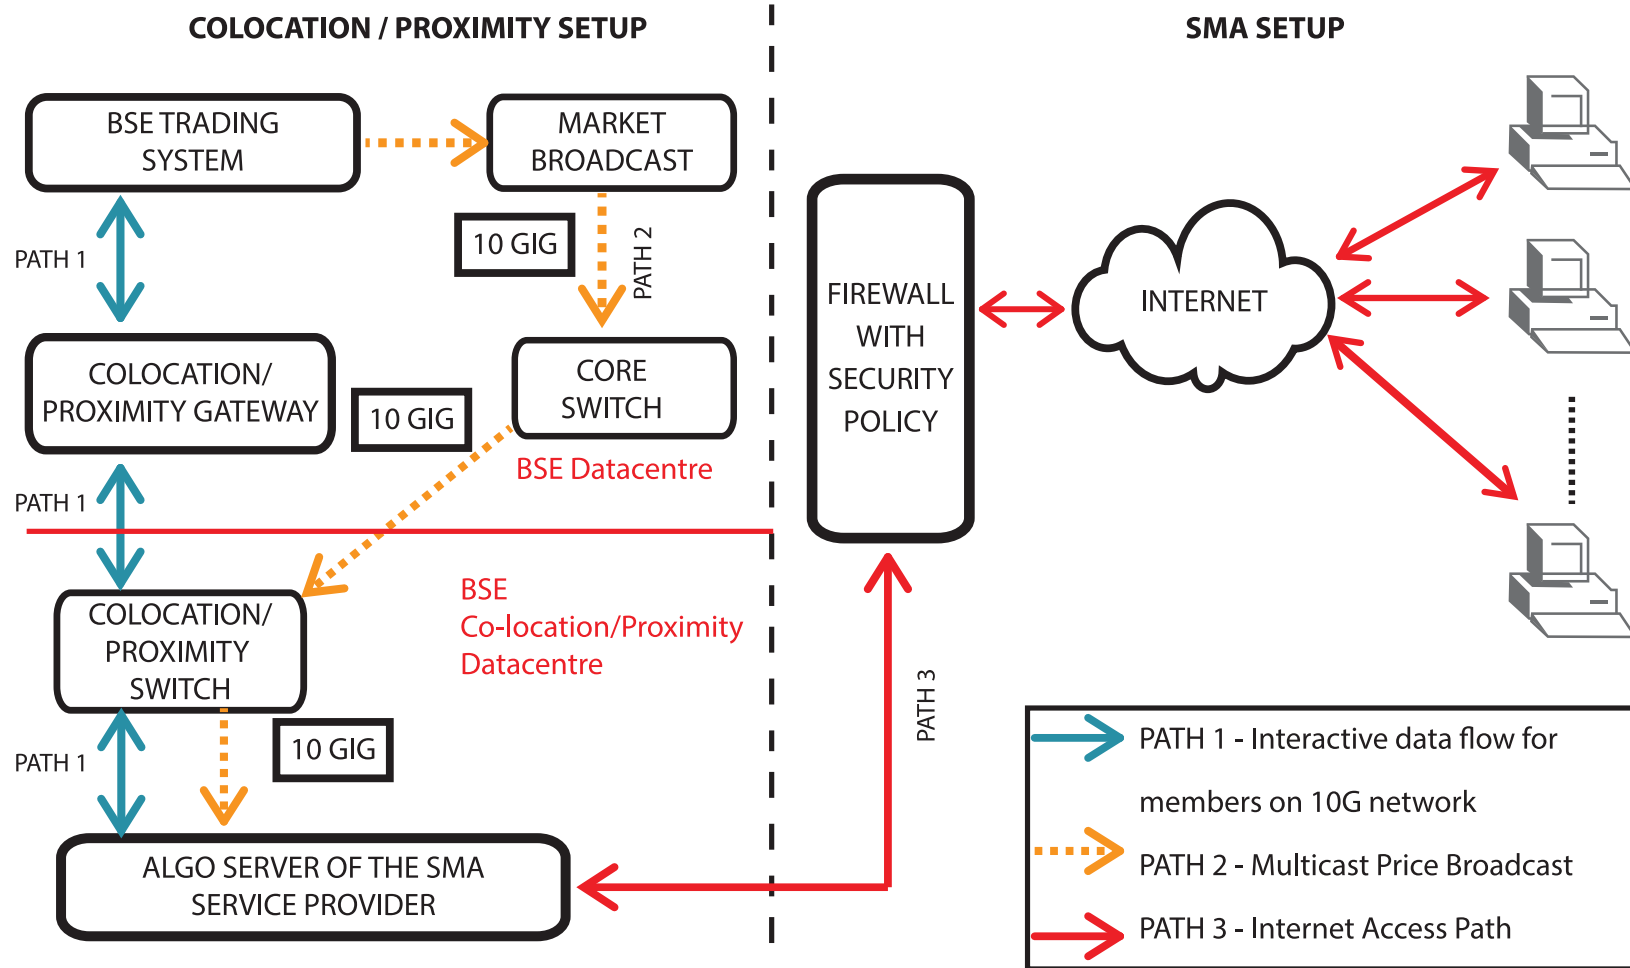 COLOCATION / PROXIMITY SETUP
SMA SETUP
BSE TRADING
SYSTEM
MARKET
BROADCAST
PATH 1
10 GIG
PATH 2
COLOCATION/
PROXIMITY GATEWAY
10 GIG
CORE
SWITCH
BSE Datacentre
PATH 1
BSE
Co-location/Proximity
Datacentre
COLOCATION/
PROXIMITY
SWITCH
PATH 1
10 GIG
ALGO SERVER OF THE SMA
SERVICE PROVIDER
FIREWALL
WITH
SECURITY
POLICY
INTERNET
PATH 3
PATH 1 - Interactive data flow for
members on 10G network
PATH 2 - Multicast Price Broadcast
PATH 3 - Internet Access Path